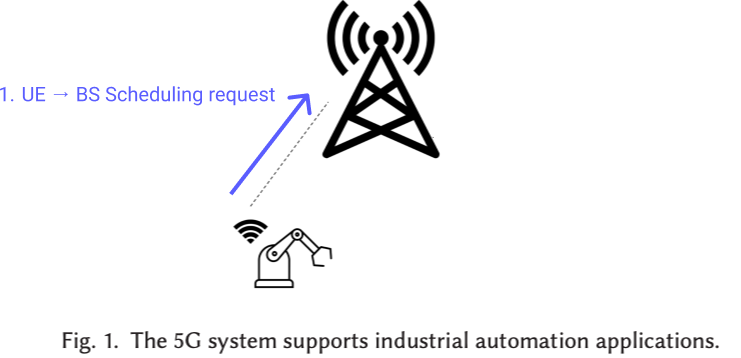 1. UE → BS Scheduling request
Fig. 1. The 5G system supports industrial automation applications.